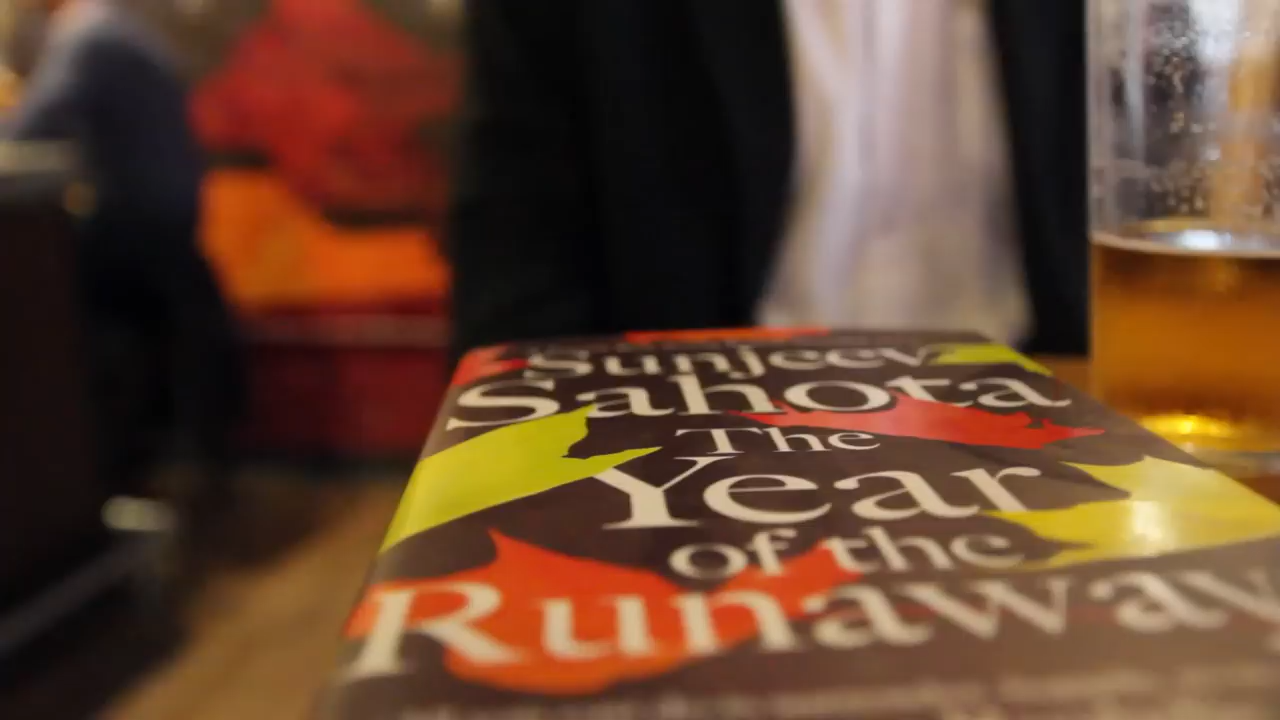 Sunjeev
Sahota
The
Year
of the
Runaway